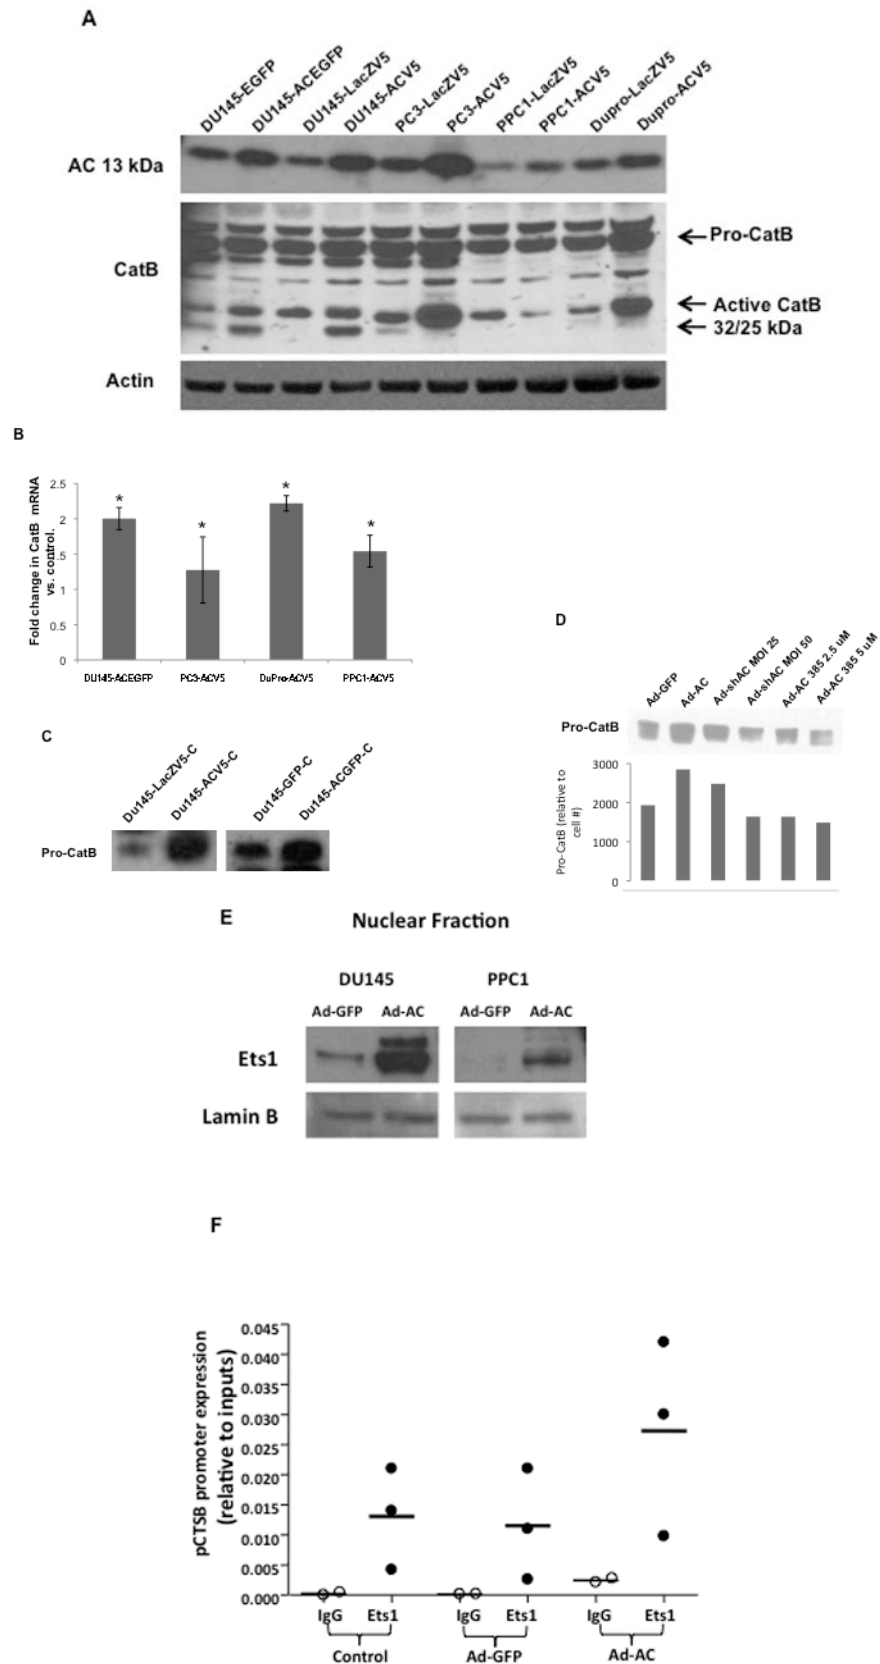 A
DU145-EGFP
DU145-ACEGFP
DU145-LacZV5
DU145-ACV5
PC3-LacZV5
PC3-ACV5
PPC1-LacZV5
PPC1-ACV5
Dupro-LacZV5
Dupro-ACV5
AC 13 kDa
CatB
Pro-CatB
Active CatB
32/25 kDa
Actin
B
Fold change in CatB mRNA
vs. control.
2.5
2
1.5
1
0.5
0
*
*
*
*
DU145-ACEGFP
PC3-ACV5
DuPro-ACV5
PPC1-ACV5
C
Du145-LacZV5-C
Du145-ACV5-C
Du145-GFP-C
Du145-ACGFP-C
Pro-CatB
D
Ad-GFP
Ad-AC
Ad-shAC MOI 25
Ad-shAC MOI 50
Ad-AC 385 2.5 uM
Ad-AC 385 5 uM
Pro-CatB
Pro-CatB (relative to
cell #)
3000
2000
1000
0
E
Nuclear Fraction
DU145
PPC1
Ad-GFP
Ad-AC
Ad-GFP
Ad-AC
Ets1
Lamin B
F
pCTSB promoter expression
(relative to inputs)
0.045
0.040
0.035
0.030
0.025
0.020
0.015
0.010
0.005
0.000
IgG
Ets1
IgG
Ets1
IgG
Ets1
Control
Ad-GFP
Ad-AC